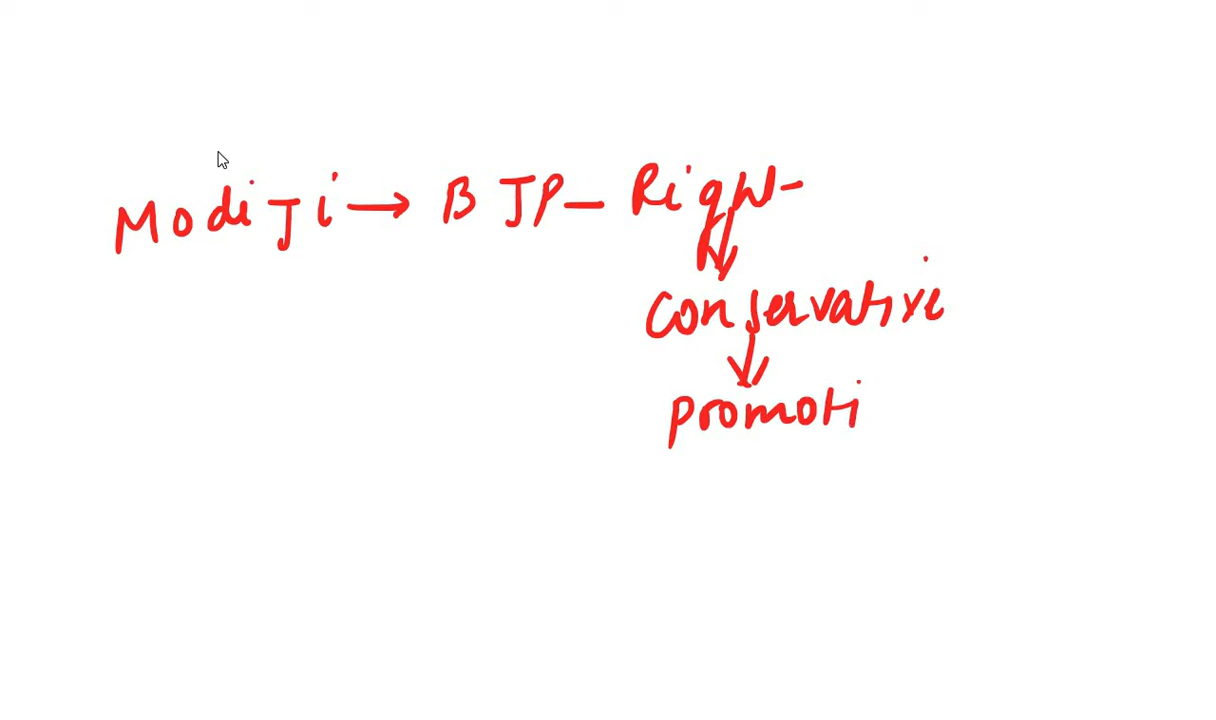 Modi Ji → BJP - Right -
↓
Conservative
↓
promoti